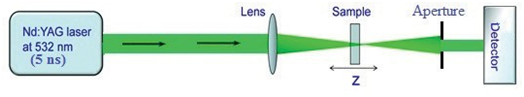 Nd:YAG laser
at 532 nm
(5 ns)
Lens
Sample
Z
Aperture
Detector